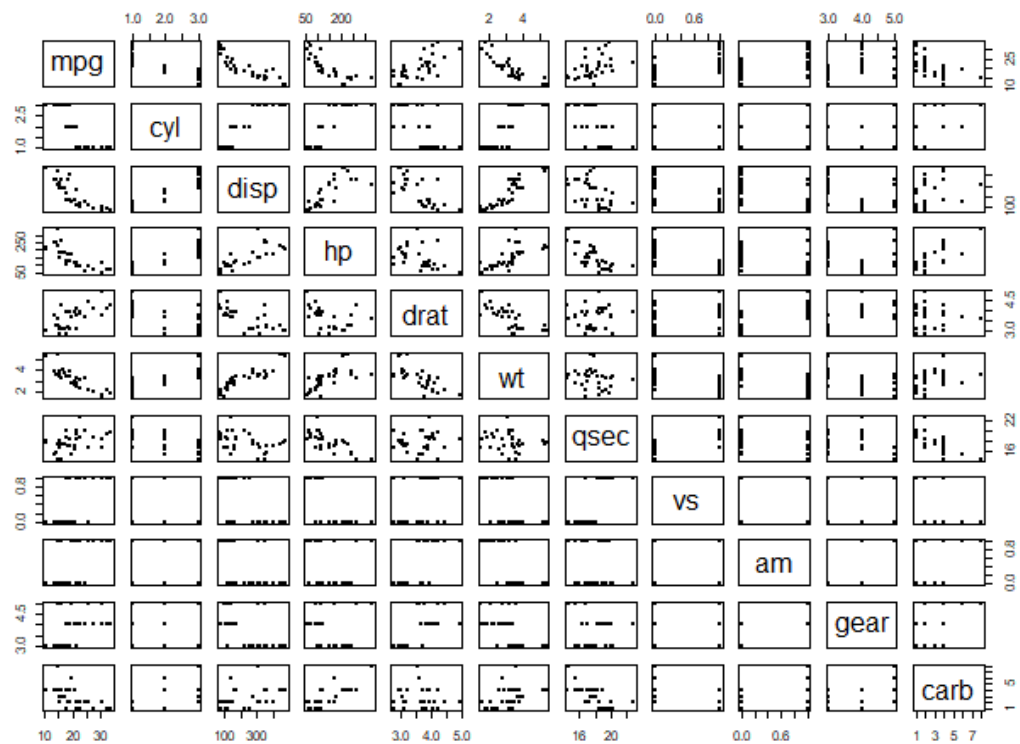 1.0 2.0 3.0 50 200 2 4 0.0 0.6 3.0 4.0 5.0
mpg 10 25
1.0 2.5 cyl
disp 100
50 250 hp
drat 3.0 4.5
2 4 wt
qsec 16 22
0.0 0.8 vs
am 0.0 0.8
3.0 4.5 gear
carb 1 5
10 20 30 100 300 3.0 4.0 5.0 16 20 0.0 0.6 1 3 5 7